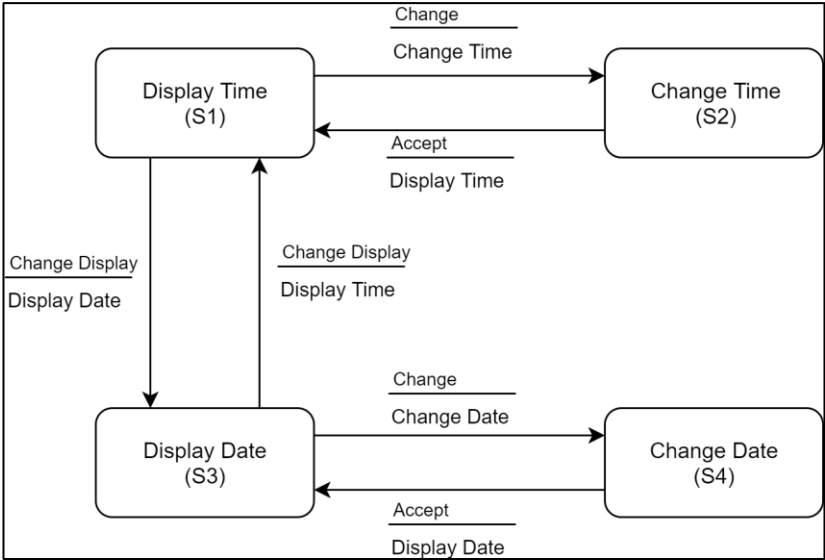 Change
Change Time
Display Time
(S1)
Change Time
(S2)
Accept
Display Time
Change Display
Display Date
Change Display
Display Time
Change
Change Date
Display Date
(S3)
Change Date
(S4)
Accept
Display Date